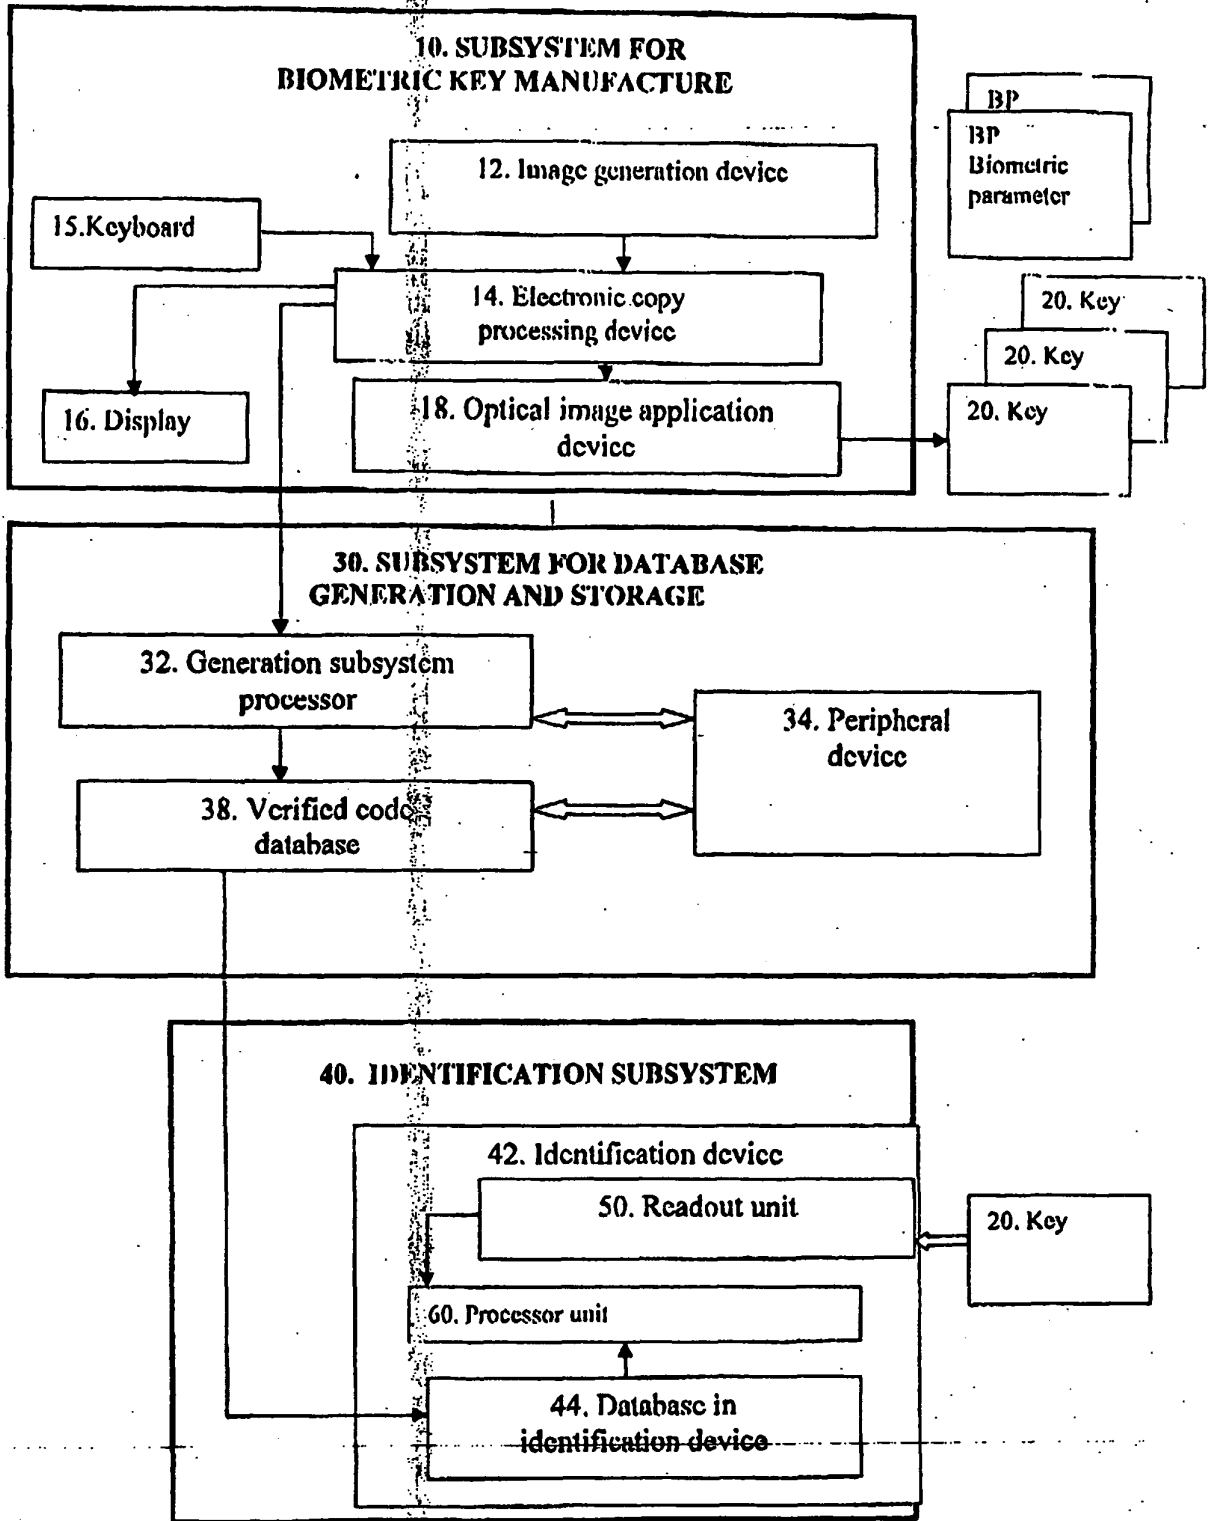 10. SUBSYSTEM FOR
BIOMETRIC KEY MANUFACTURE
12. Image generation device
15.Keyboard
14. Electronic copy
processing device
16. Display
18. Optical image application
device
BP
BP
Biometric
parameter
20. Key
20. Key
20. Key
30. SUBSYSTEM FOR DATABASE
GENERATION AND STORAGE
32. Generation subsystem
processor
34. Peripheral
device
38. Verified code
database
40. IDENTIFICATION SUBSYSTEM
42. Identification device
50. Readout unit
20. Key
60. Processor unit
44. Database in
identification device